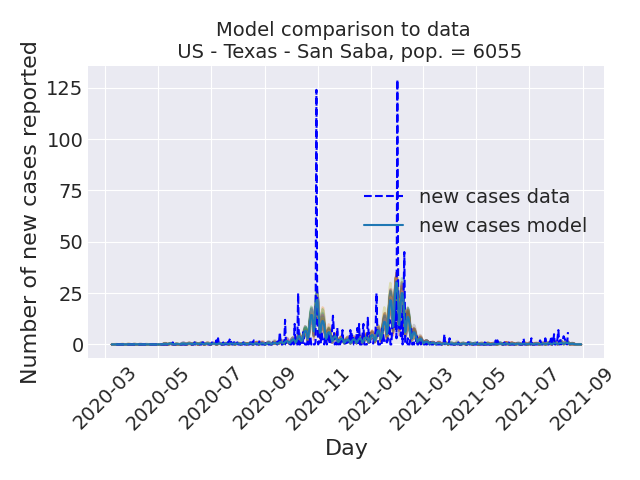 Model comparison to data
US - Texas - San Saba, pop. = 6055
Number of new cases reported
125
100
75
50
25
0
new cases data
new cases model
2020-03
2020-05
2020-07
2020-09
2020-11
2021-01
2021-03
2021-05
2021-07
2021-09
Day